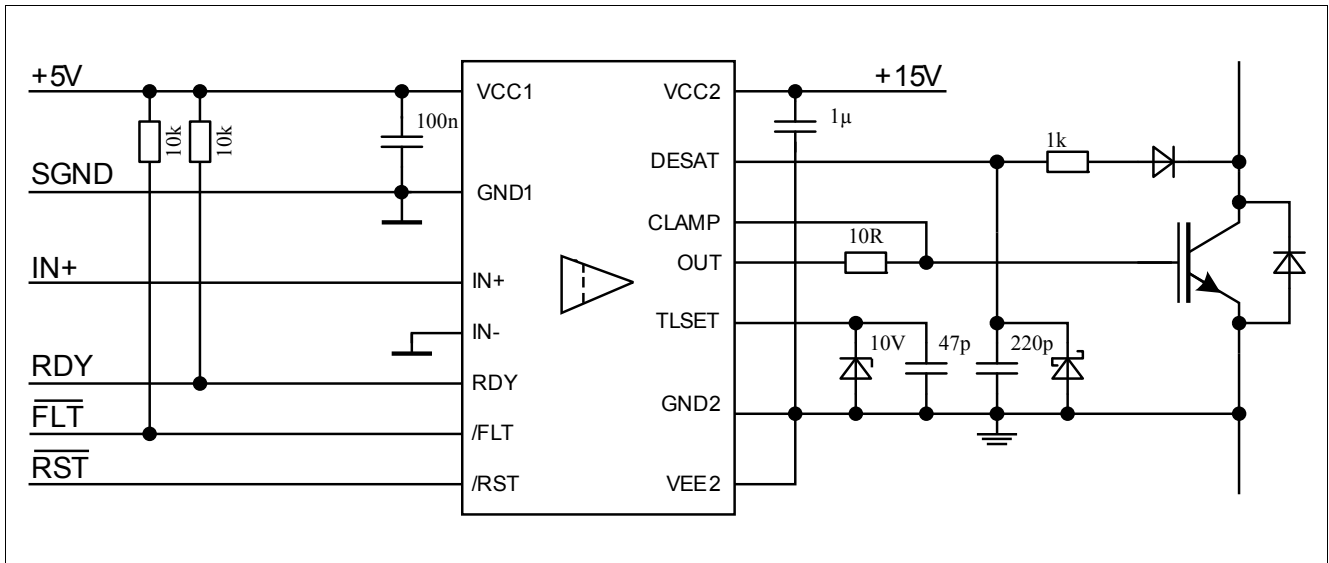 +5V
SGND
IN+
RDY
FLT
RST
10k
10k
100n
VCC1
GND1
IN+
IN-
RDY
/FLT
/RST
VCC2
DESAT
CLAMP
OUT
TLSET
GND2
VEE2
+15V
1µ
1k
10R
10V
47p
220p